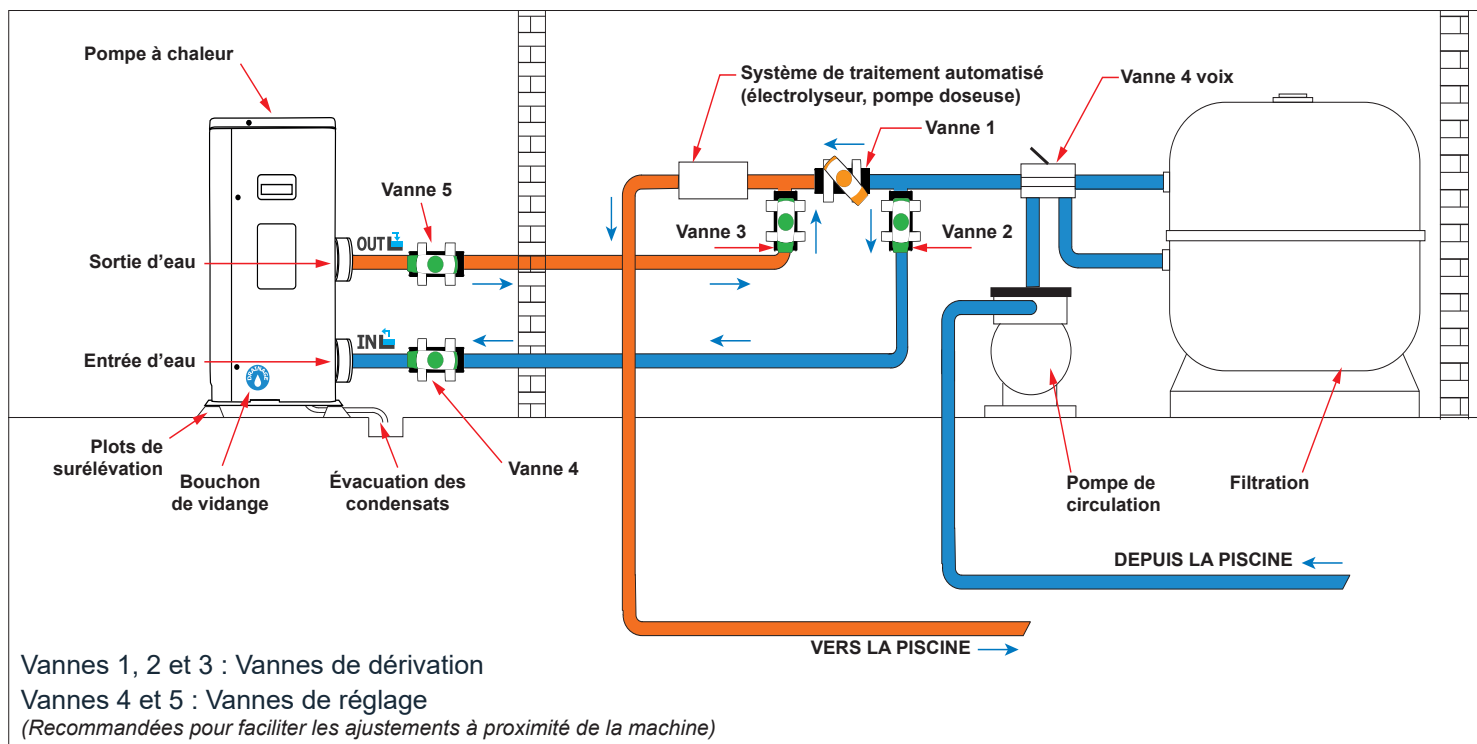 Pompe à chaleur
Système de traitement automatisé
(électrolyseur, pompe doseuse)
Vanne 4 voix
Vanne 1
Vanne 5
Vanne 3
Vanne 2
OUT
Sortie d'eau
IN
Entrée d'eau
Plots de
surélévation
Bouchon
de vidange
Évacuation des
condensats
Vanne 4
Pompe de
circulation
Filtration
DEPUIS LA PISCINE
VERS LA PISCINE
Vannes 1, 2 et 3 : Vannes de dérivation
Vannes 4 et 5 : Vannes de réglage
(Recommandées pour faciliter les ajustements à proximité de la machine)